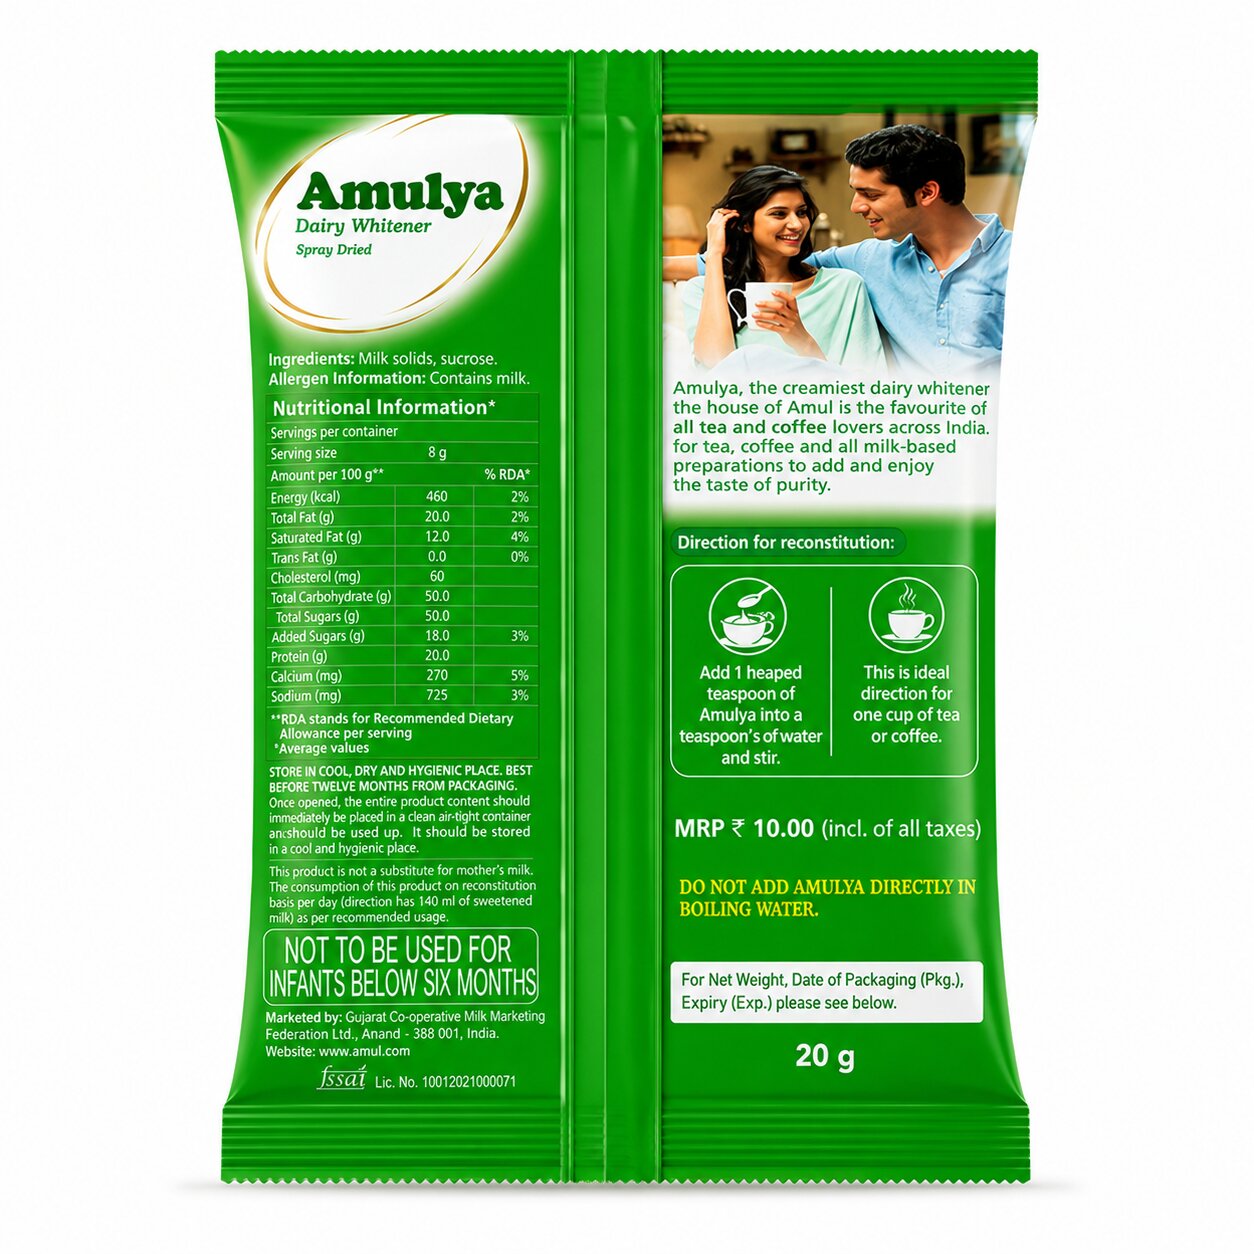 Amulya
Dairy Whitener
Spray Dried
Ingredients: Milk solids, sucrose.
Allergen Information: Contains milk.
Nutritional Information*
Servings per container
Serving size 8 g
Amount per 100 g** % RDA*
Energy (kcal) 460 2%
Total Fat (g) 20.0 2%
Saturated Fat (g) 12.0 4%
Trans Fat (g) 0.0 0%
Cholesterol (mg) 60
Total Carbohydrate (g) 50.0
Total Sugars (g) 50.0
Added Sugars (g) 18.0 3%
Protein (g) 20.0
Calcium (mg) 270 5%
Sodium (mg) 725 3%
**RDA stands for Recommended Dietary
Allowance per serving
*Average values
STORE IN COOL, DRY AND HYGIENIC PLACE. BEST
BEFORE TWELVE MONTHS FROM PACKAGING.
Once opened, the entire product content should
immediately be placed in a clean air-tight container
an:should be used up. It should be stored
in a cool and hygienic place.
This product is not a substitute for mother's milk.
The consumption of this product on reconstitution
basis per day (direction has 140 ml of sweetened
milk) as per recommended usage.
NOT TO BE USED FOR
INFANTS BELOW SIX MONTHS
Marketed by: Gujarat Co-operative Milk Marketing
Federation Ltd., Anand - 388 001, India.
Website: www.amul.com
fssai Lic. No. 10012021000071
Amulya, the creamiest dairy whitener
the house of Amul is the favourite of
all tea and coffee lovers across India.
for tea, coffee and all milk-based
preparations to add and enjoy
the taste of purity.
Direction for reconstitution:
Add 1 heaped
teaspoon of
Amulya into a
teaspoon's of water
and stir.
This is ideal
direction for
one cup of tea
or coffee.
MRP ₹ 10.00 (incl. of all taxes)
DO NOT ADD AMULYA DIRECTLY IN
BOILING WATER.
For Net Weight, Date of Packaging (Pkg.),
Expiry (Exp.) please see below.
20 g